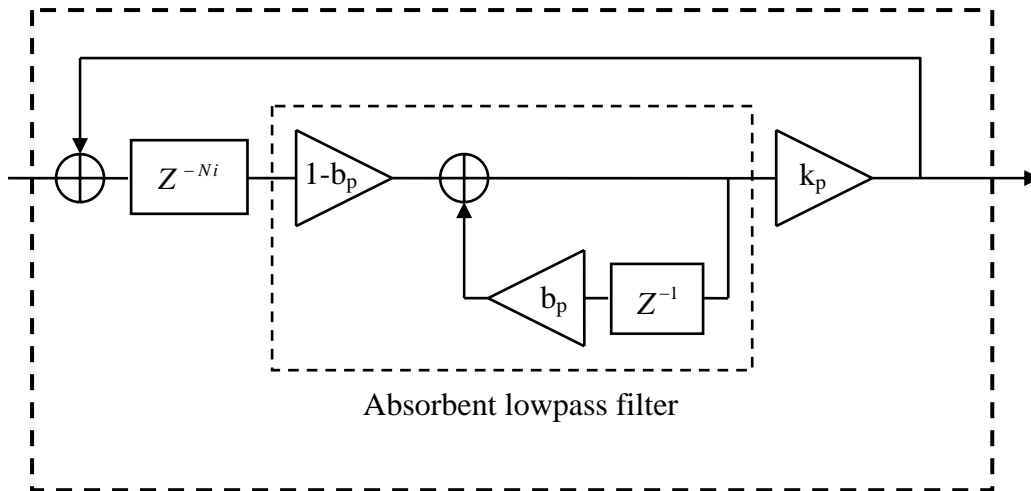 Z^{-Ni}
1-b_p
k_p
b_p
Z^{-1}
Absorbent lowpass filter